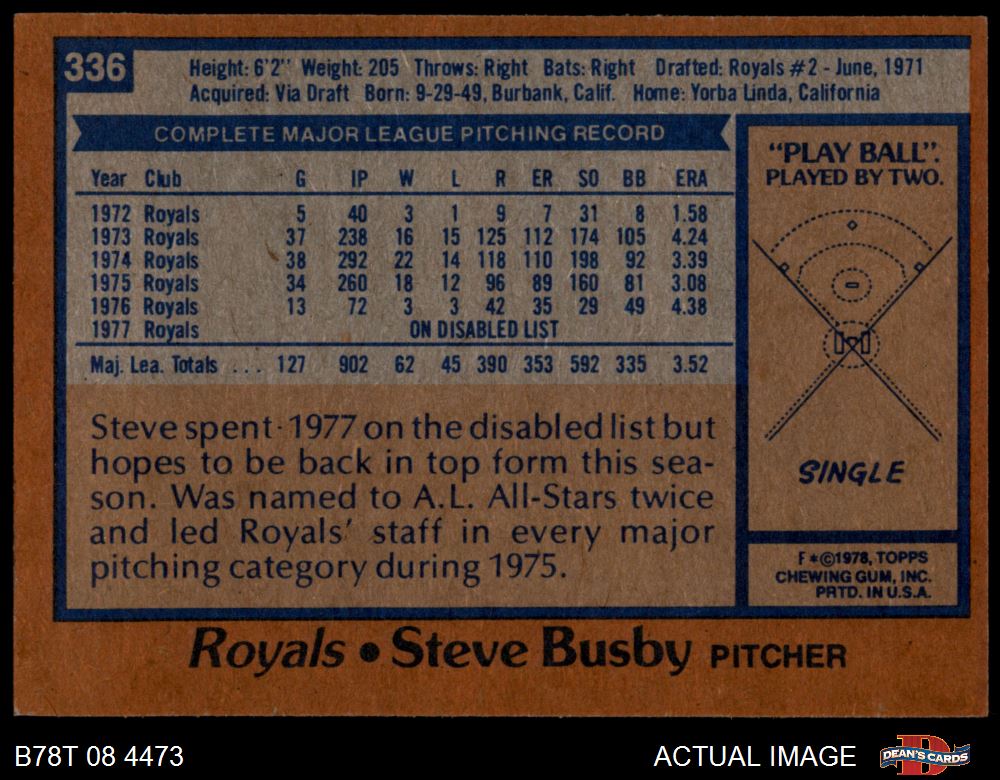 336
Height: 6'2" Weight: 205 Throws: Right Bats: Right Drafted: Royals #2 - June, 1971
Acquired: Via Draft Born: 9-29-49, Burbank, Calif. Home: Yorba Linda, California
COMPLETE MAJOR LEAGUE PITCHING RECORD
Year Club G IP W L R ER SO BB ERA
1972 Royals 5 40 3 1 9 7 31 8 1.58
1973 Royals 37 238 16 15 125 112 174 105 4.24
1974 Royals 38 292 22 14 118 110 198 92 3.39
1975 Royals 34 260 18 12 96 89 160 81 3.08
1976 Royals 13 72 3 3 42 35 29 49 4.38
1977 Royals ON DISABLED LIST
Maj. Lea. Totals ... 127 902 62 45 390 353 592 335 3.52
Steve spent 1977 on the disabled list but
hopes to be back in top form this sea-
son. Was named to A.L. All-Stars twice
and led Royals' staff in every major
pitching category during 1975.
"PLAY BALL".
PLAYED BY TWO.
SINGLE
F*©1978, TOPPS
CHEWING GUM, INC.
PRTD. IN U.S.A.
Royals • Steve Busby PITCHER
B78T 08 4473
ACTUAL IMAGE
DEAN'S CARDS